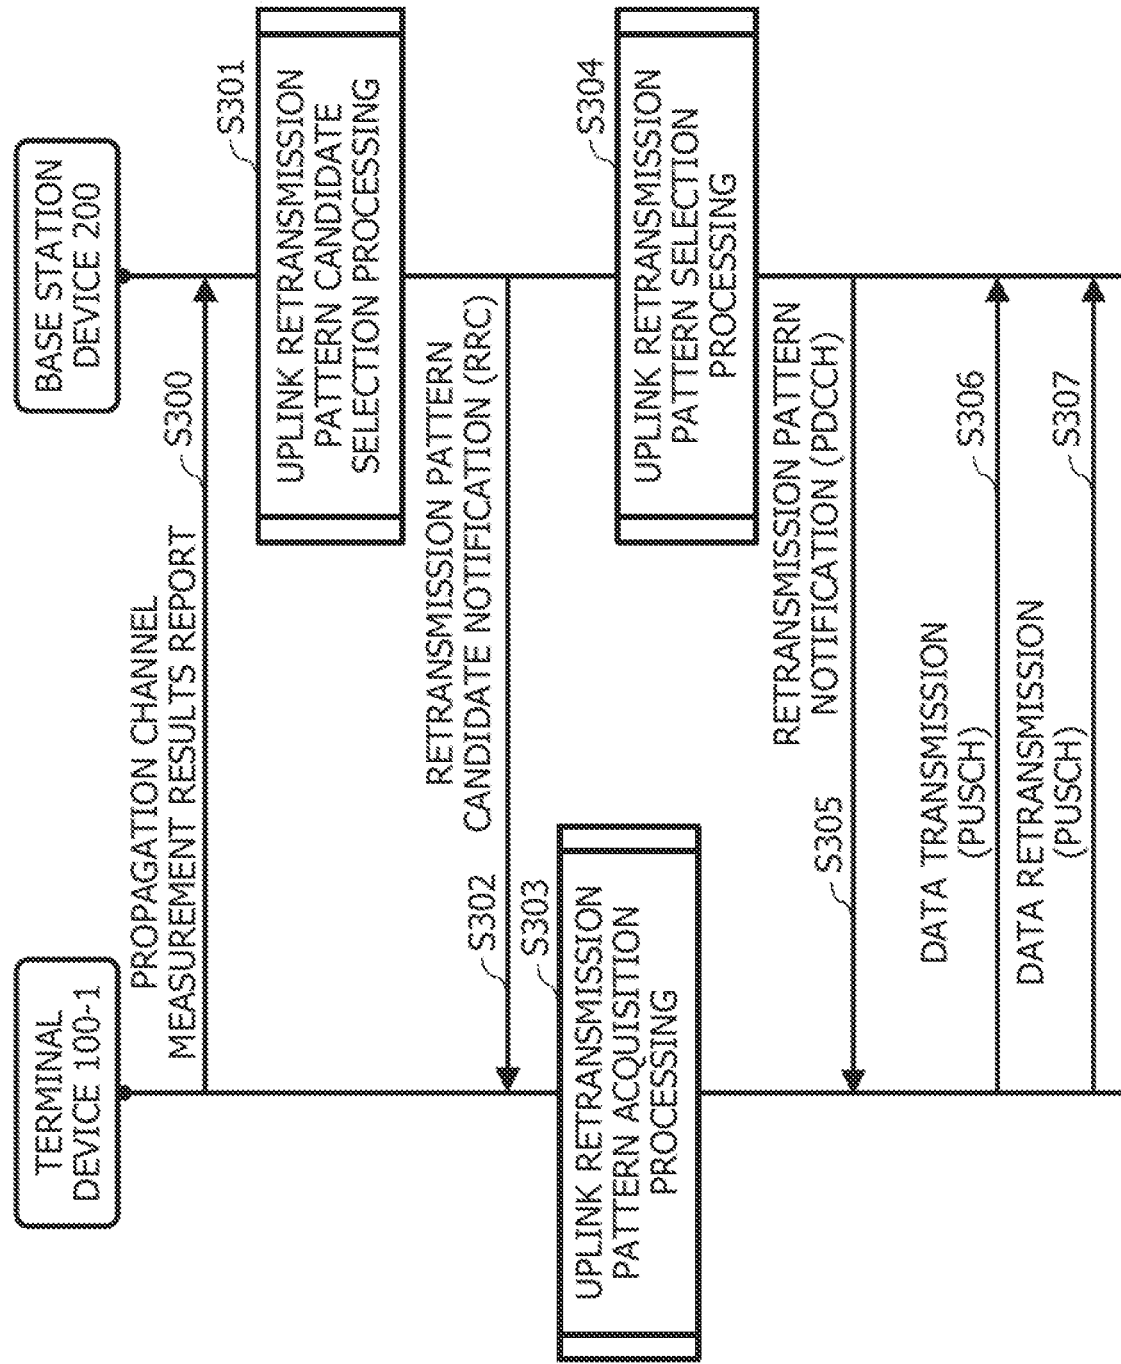 TERMINAL
DEVICE 100-1
BASE STATION
DEVICE 200
PROPAGATION CHANNEL
MEASUREMENT RESULTS REPORT
S300
S301
UPLINK RETRANSMISSION
PATTERN CANDIDATE
SELECTION PROCESSING
RETRANSMISSION PATTERN
CANDIDATE NOTIFICATION (RRC)
S302
S303
UPLINK RETRANSMISSION
PATTERN ACQUISITION
PROCESSING
S304
UPLINK RETRANSMISSION
PATTERN SELECTION
PROCESSING
RETRANSMISSION PATTERN
NOTIFICATION (PDCCH)
S305
DATA TRANSMISSION
(PUSCH)
S306
DATA RETRANSMISSION
(PUSCH)
S307